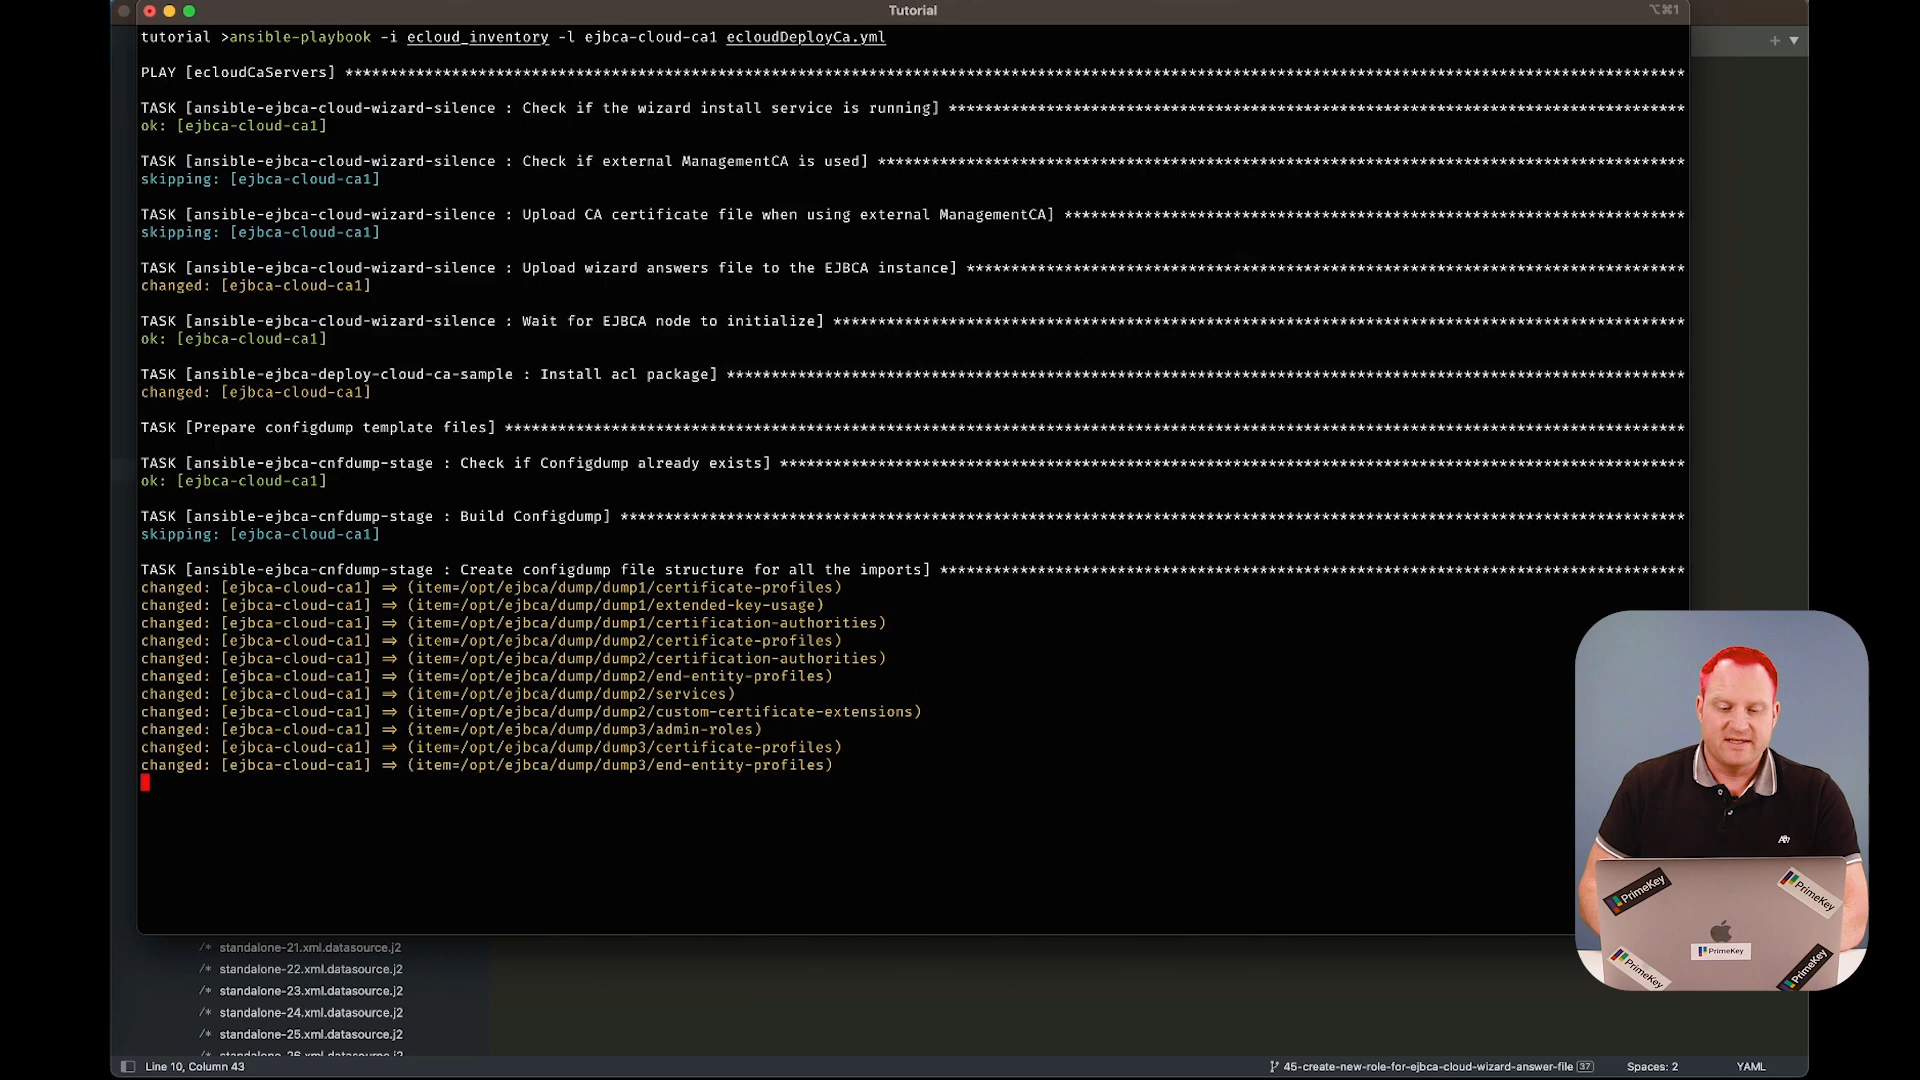 Tutorial
⌥⌘1
tutorial >ansible-playbook -i ecloud_inventory -l ejbca-cloud-ca1 ecloudDeployCa.yml
PLAY [ecloudCaServers] ******************************************************************************************************************************************************
TASK [ansible-ejbca-cloud-wizard-silence : Check if the wizard install service is running] ***********************************************************************************
ok: [ejbca-cloud-ca1]
TASK [ansible-ejbca-cloud-wizard-silence : Check if external ManagementCA is used] *******************************************************************************************
skipping: [ejbca-cloud-ca1]
TASK [ansible-ejbca-cloud-wizard-silence : Upload CA certificate file when using external ManagementCA] **********************************************************************
skipping: [ejbca-cloud-ca1]
TASK [ansible-ejbca-cloud-wizard-silence : Upload wizard answers file to the EJBCA instance] *********************************************************************************
changed: [ejbca-cloud-ca1]
TASK [ansible-ejbca-cloud-wizard-silence : Wait for EJBCA node to initialize] ************************************************************************************************
ok: [ejbca-cloud-ca1]
TASK [ansible-ejbca-deploy-cloud-ca-sample : Install acl package] ************************************************************************************************************
changed: [ejbca-cloud-ca1]
TASK [Prepare configdump template files] *************************************************************************************************************************************
TASK [ansible-ejbca-cnfdump-stage : Check if Configdump already exists] ******************************************************************************************************
ok: [ejbca-cloud-ca1]
TASK [ansible-ejbca-cnfdump-stage : Build Configdump] ************************************************************************************************************************
skipping: [ejbca-cloud-ca1]
TASK [ansible-ejbca-cnfdump-stage : Create configdump file structure for all the imports] ************************************************************************************
changed: [ejbca-cloud-ca1] => (item=/opt/ejbca/dump/dump1/certificate-profiles)
changed: [ejbca-cloud-ca1] => (item=/opt/ejbca/dump/dump1/extended-key-usage)
changed: [ejbca-cloud-ca1] => (item=/opt/ejbca/dump/dump1/certification-authorities)
changed: [ejbca-cloud-ca1] => (item=/opt/ejbca/dump/dump2/certificate-profiles)
changed: [ejbca-cloud-ca1] => (item=/opt/ejbca/dump/dump2/certification-authorities)
changed: [ejbca-cloud-ca1] => (item=/opt/ejbca/dump/dump2/end-entity-profiles)
changed: [ejbca-cloud-ca1] => (item=/opt/ejbca/dump/dump2/services)
changed: [ejbca-cloud-ca1] => (item=/opt/ejbca/dump/dump2/custom-certificate-extensions)
changed: [ejbca-cloud-ca1] => (item=/opt/ejbca/dump/dump3/admin-roles)
changed: [ejbca-cloud-ca1] => (item=/opt/ejbca/dump/dump3/certificate-profiles)
changed: [ejbca-cloud-ca1] => (item=/opt/ejbca/dump/dump3/end-entity-profiles)
PrimeKey
PrimeKey
PrimeKey
PrimeKey
PrimeKey
/* standalone-21.xml.datasource.j2
/* standalone-22.xml.datasource.j2
/* standalone-23.xml.datasource.j2
/* standalone-24.xml.datasource.j2
/* standalone-25.xml.datasource.j2
/* standalone-26.xml.datasource.j2
Line 10, Column 43
45-create-new-role-for-ejbca-cloud-wizard-answer-file 37
Spaces: 2
YAML